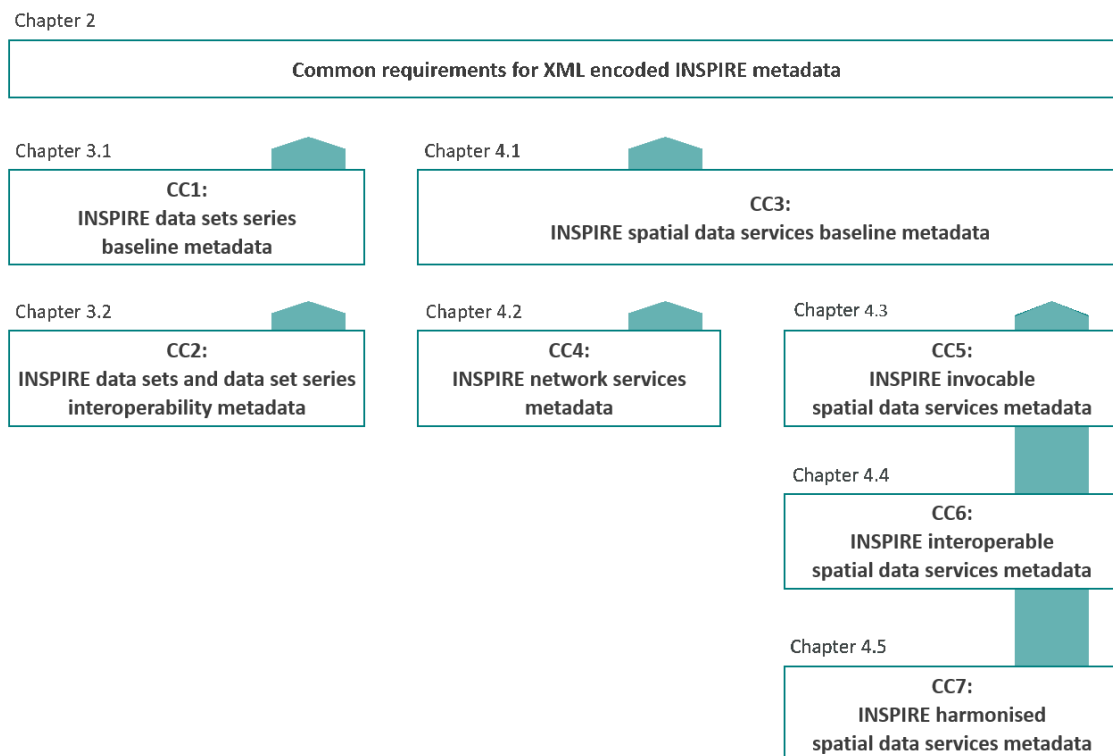 Chapter 2
Common requirements for XML encoded INSPIRE metadata
Chapter 3.1
CC1:
INSPIRE data sets series
baseline metadata
Chapter 4.1
CC3:
INSPIRE spatial data services baseline metadata
Chapter 3.2
CC2:
INSPIRE data sets and data set series
interoperability metadata
Chapter 4.2
CC4:
INSPIRE network services
metadata
Chapter 4.3
CC5:
INSPIRE invocable
spatial data services metadata
Chapter 4.4
CC6:
INSPIRE interoperable
spatial data services metadata
Chapter 4.5
CC7:
INSPIRE harmonised
spatial data services metadata